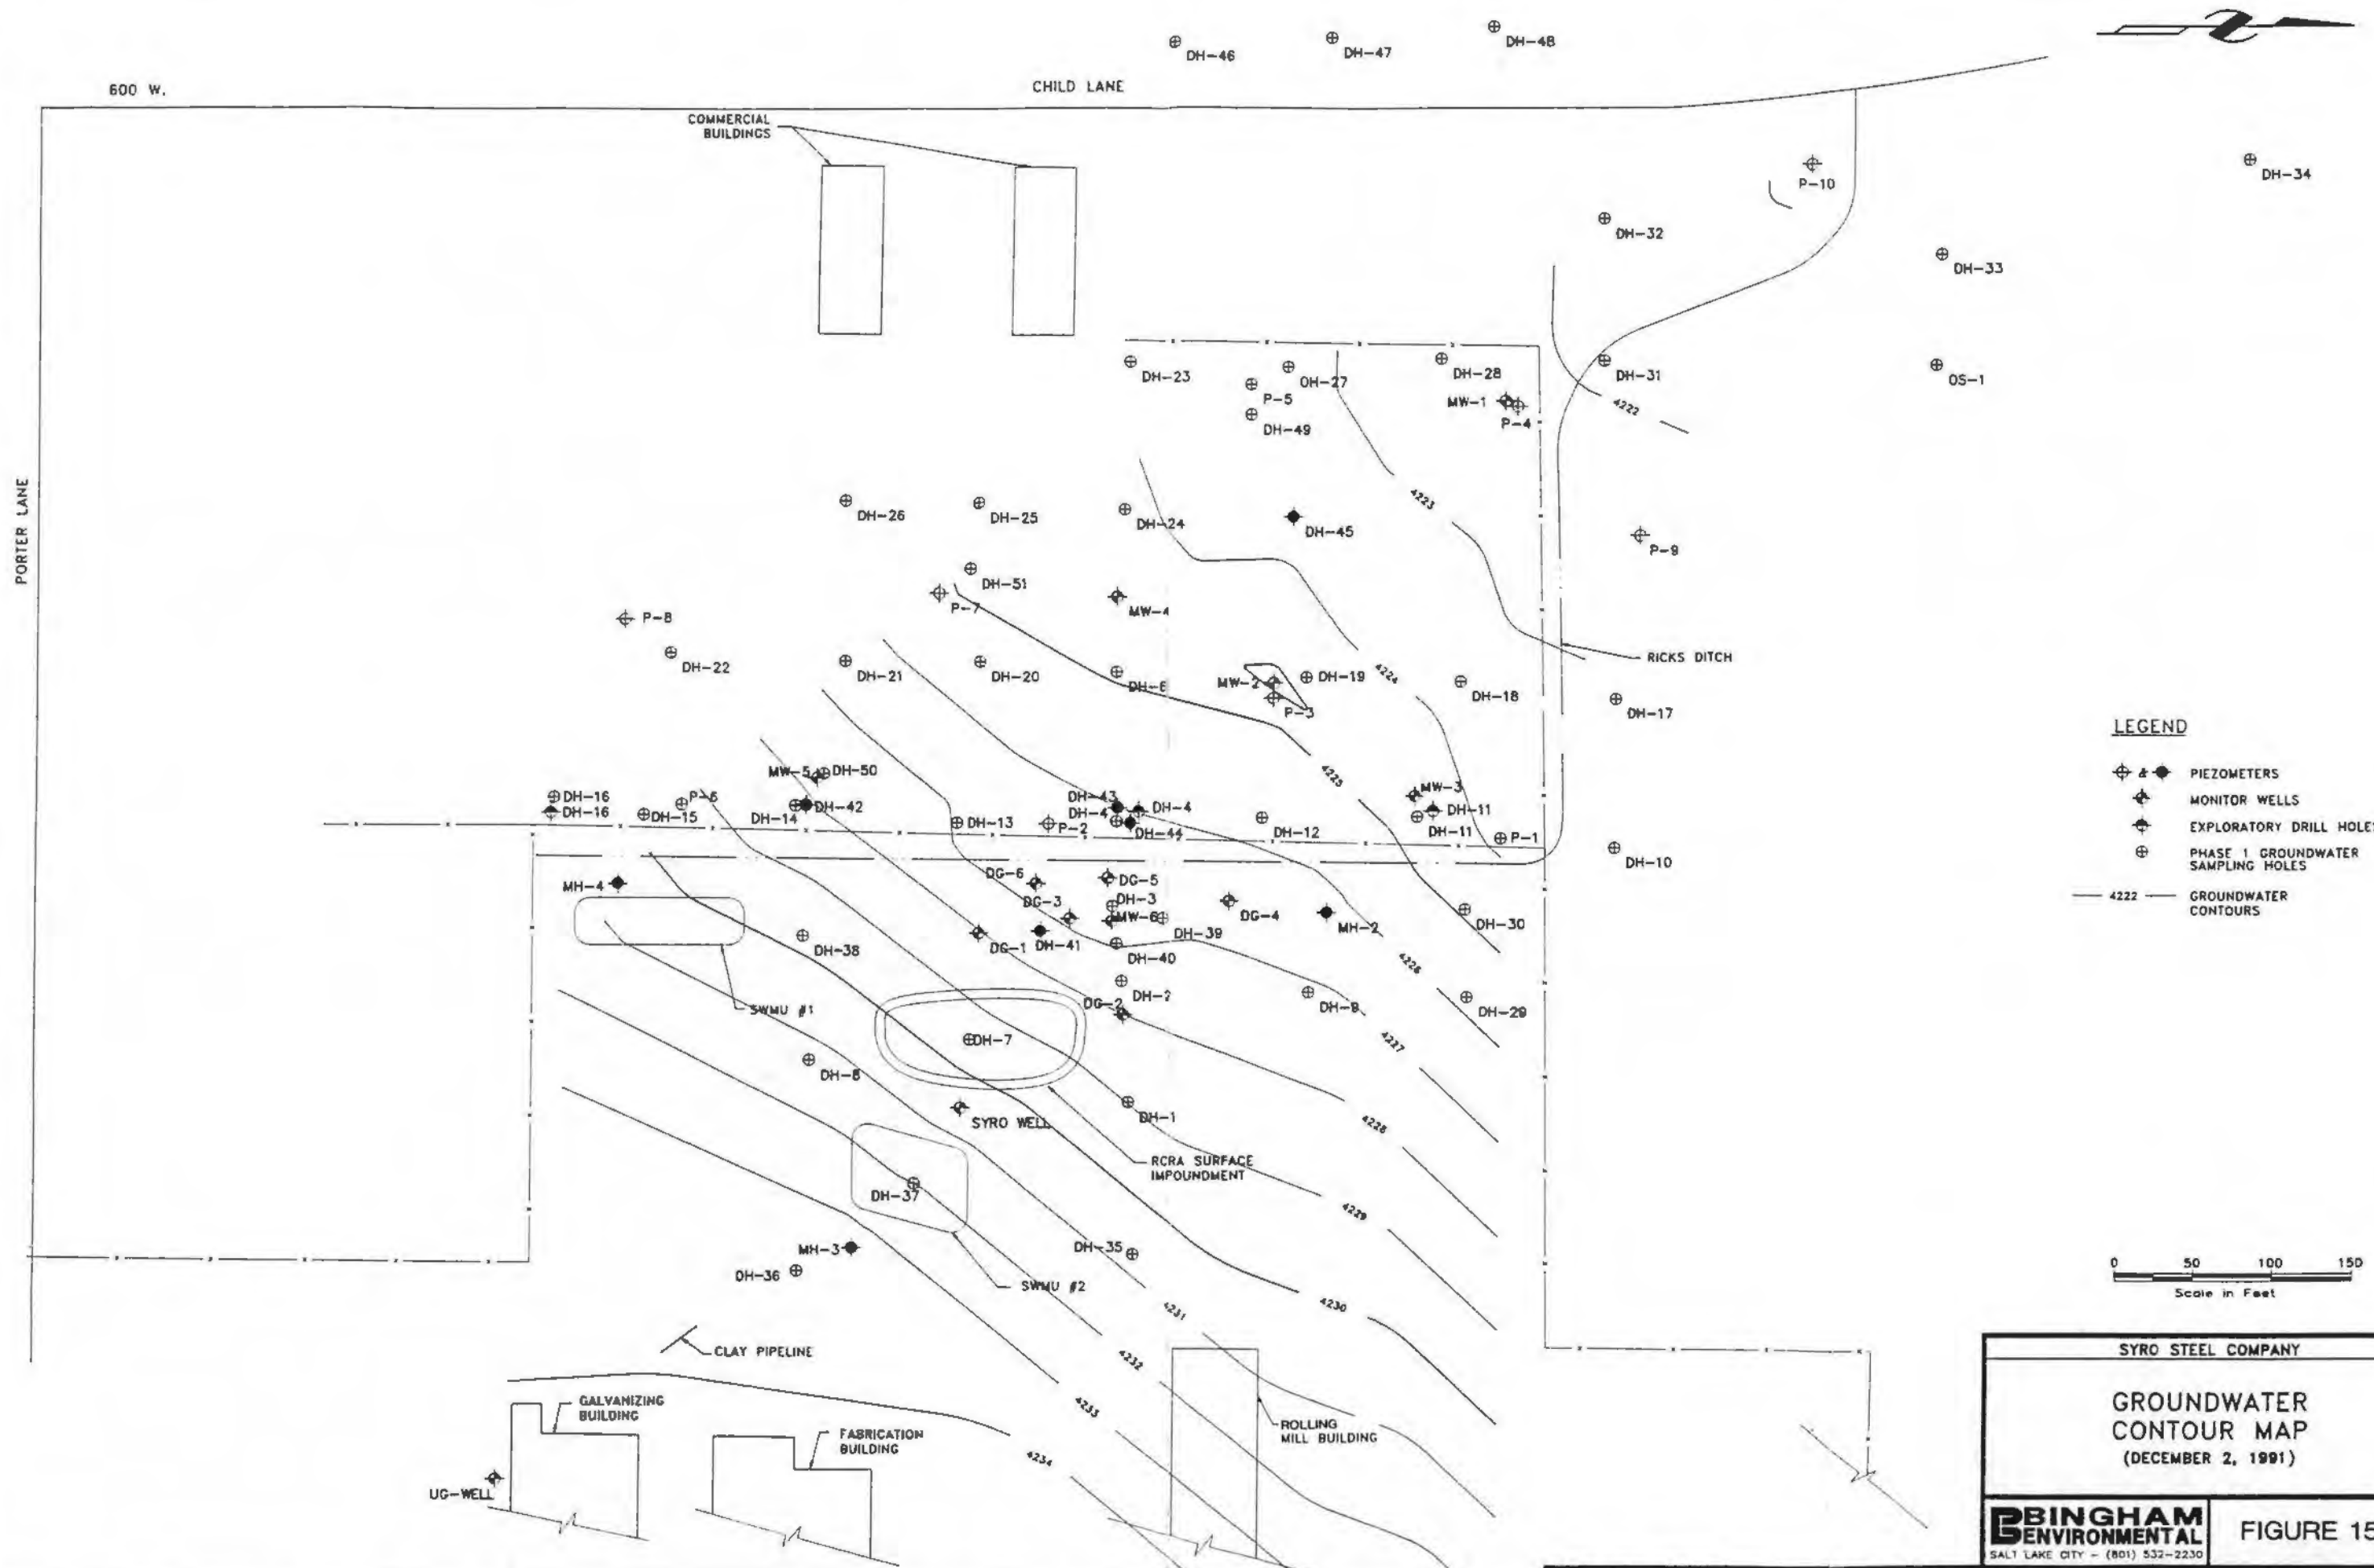 DH-46
DH-47
DH-48
600 W.
CHILD LANE
COMMERCIAL
BUILDINGS
P-10
DH-34
DH-32
DH-33
DH-23
DH-27
P-5
DH-49
DH-28
MW-1
P-4
DH-31
OS-1
4222
4223
PORTER LANE
DH-26
DH-25
DH-24
DH-45
P-9
DH-51
P-7
MW-4
P-8
DH-22
DH-21
DH-20
DH-6
MW-2
DH-19
P-3
4224
DH-18
RICKS DITCH
DH-17
4225
MW-5
DH-50
DH-16
DH-16
P-6
DH-15
DH-14
DH-42
DH-13
P-2
DH-43
DH-4
DH-4
DH-44
DH-12
MW-3
DH-11
DH-11
P-1
DH-10
MH-4
DG-6
DG-5
DG-3
DH-3
MW-6
DH-39
DG-4
MH-2
DH-30
DH-38
DG-1
DH-41
DH-40
4226
SWMU #1
DH-2
DG-2
DH-9
DH-29
DH-7
4227
DH-8
SYRO WELL
DH-1
4228
RCRA SURFACE
IMPOUNDMENT
DH-37
4229
MH-3
DH-36
DH-35
SWMU #2
4230
4231
CLAY PIPELINE
4232
GALVANIZING
BUILDING
4233
FABRICATION
BUILDING
ROLLING
MILL BUILDING
4234
UG-WELL
LEGEND
& PIEZOMETERS
MONITOR WELLS
EXPLORATORY DRILL HOLES
PHASE 1 GROUNDWATER
SAMPLING HOLES
4222 GROUNDWATER
CONTOURS
0 50 100 150
Scale in Feet
SYRO STEEL COMPANY
GROUNDWATER
CONTOUR MAP
(DECEMBER 2, 1991)
BINGHAM
ENVIRONMENTAL
SALT LAKE CITY - (801) 532-2230
FIGURE 15